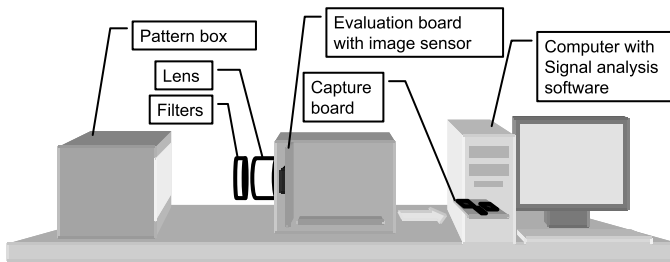 Pattern box
Lens
Filters
Evaluation board
with image sensor
Capture
board
Computer with
Signal analysis
software